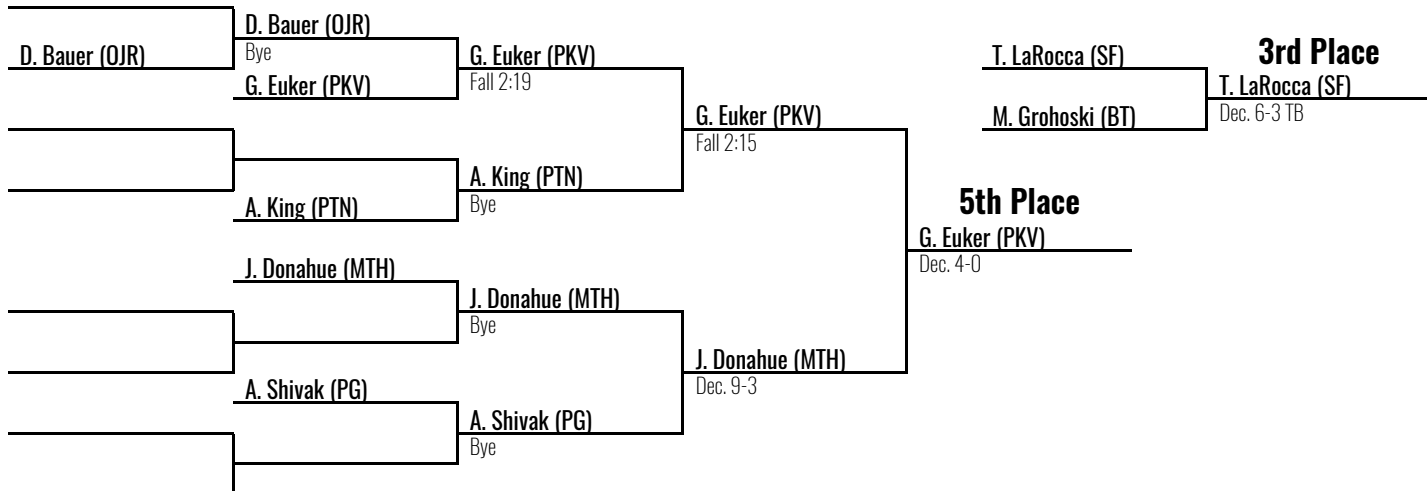 D. Bauer (OJR)
D. Bauer (OJR)
Bye
G. Euker (PKV)
G. Euker (PKV)
Fall 2:19
A. King (PTN)
A. King (PTN)
Bye
G. Euker (PKV)
Fall 2:15
J. Donahue (MTH)
J. Donahue (MTH)
Bye
A. Shivak (PG)
A. Shivak (PG)
Bye
J. Donahue (MTH)
Dec. 9-3
5th Place
G. Euker (PKV)
Dec. 4-0
T. LaRocca (SF)
M. Grohoski (BT)
3rd Place
T. LaRocca (SF)
Dec. 6-3 TB